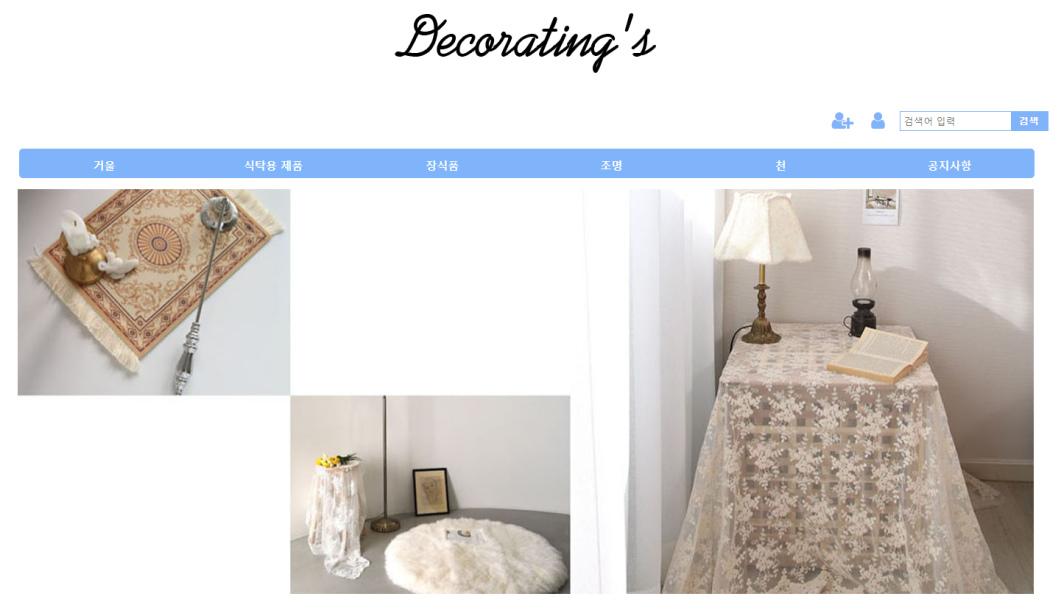 Decorating's
검색어 입력 검색
거울 식탁용 제품 장식품 조명 천 공지사항